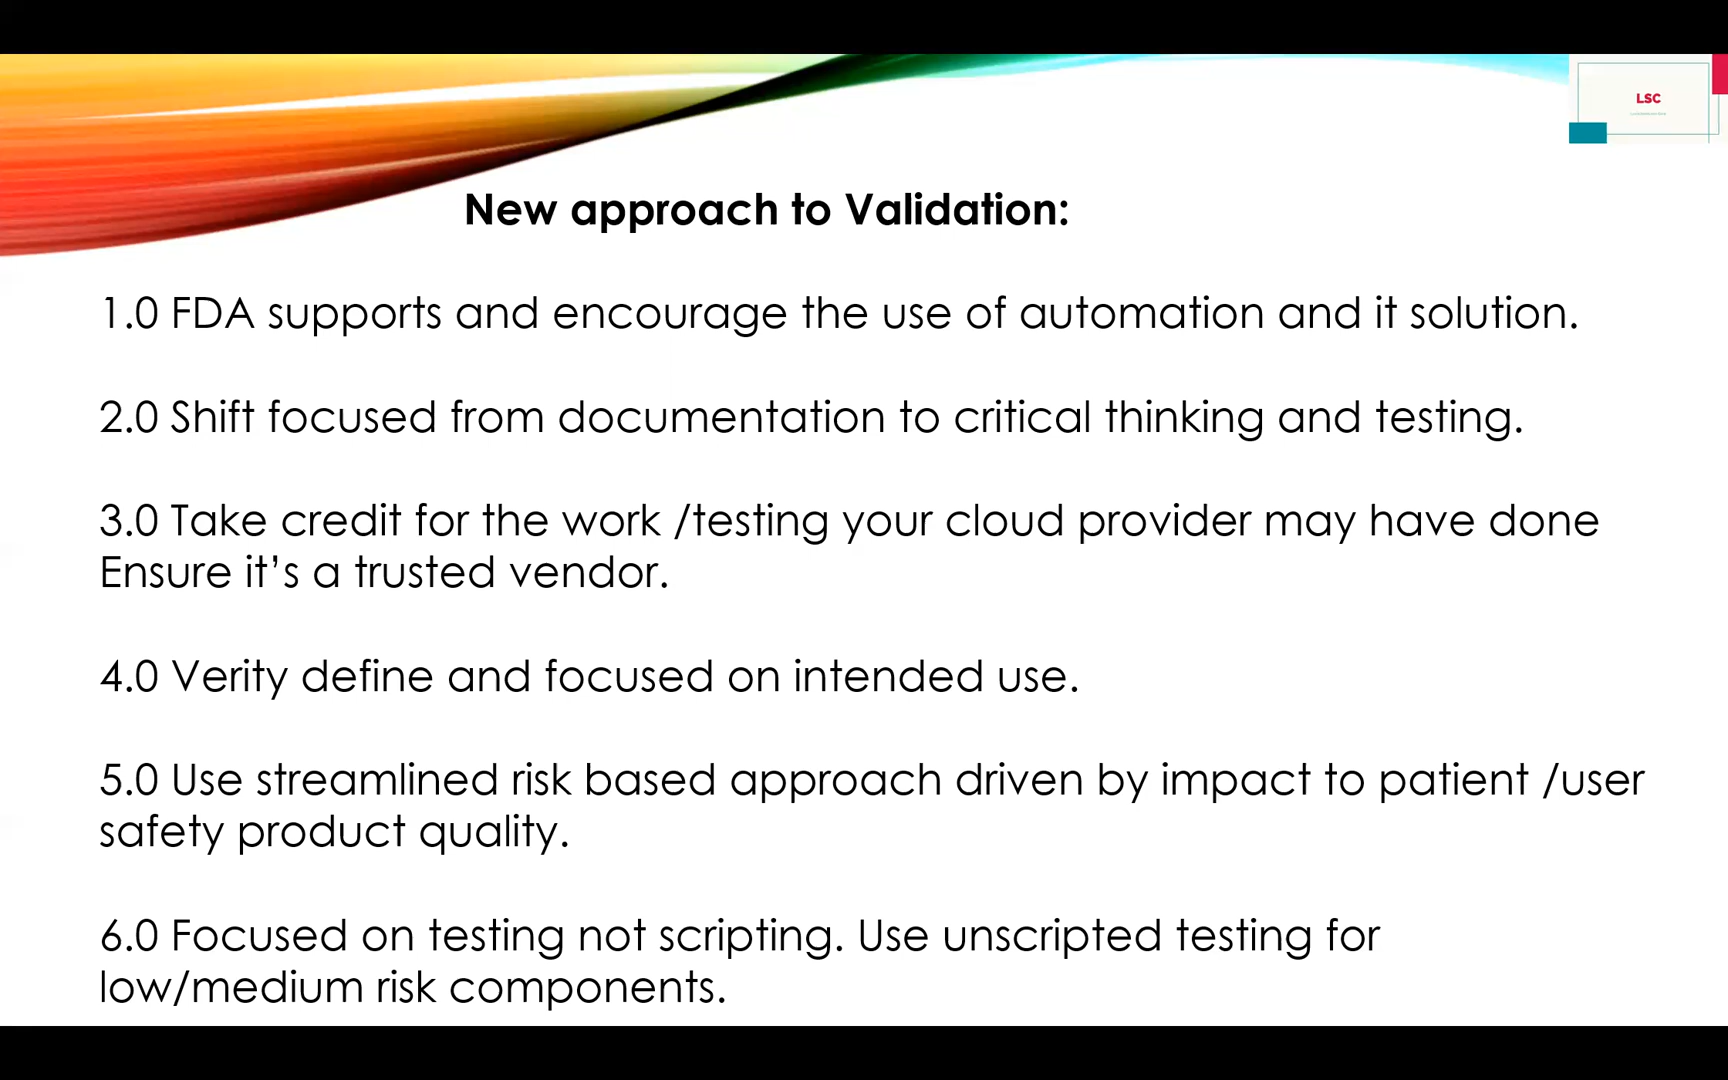 LSC
New approach to Validation:
1.0 FDA supports and encourage the use of automation and it solution.
2.0 Shift focused from documentation to critical thinking and testing.
3.0 Take credit for the work /testing your cloud provider may have done
Ensure it’s a trusted vendor.
4.0 Verity define and focused on intended use.
5.0 Use streamlined risk based approach driven by impact to patient /user
safety product quality.
6.0 Focused on testing not scripting. Use unscripted testing for
low/medium risk components.